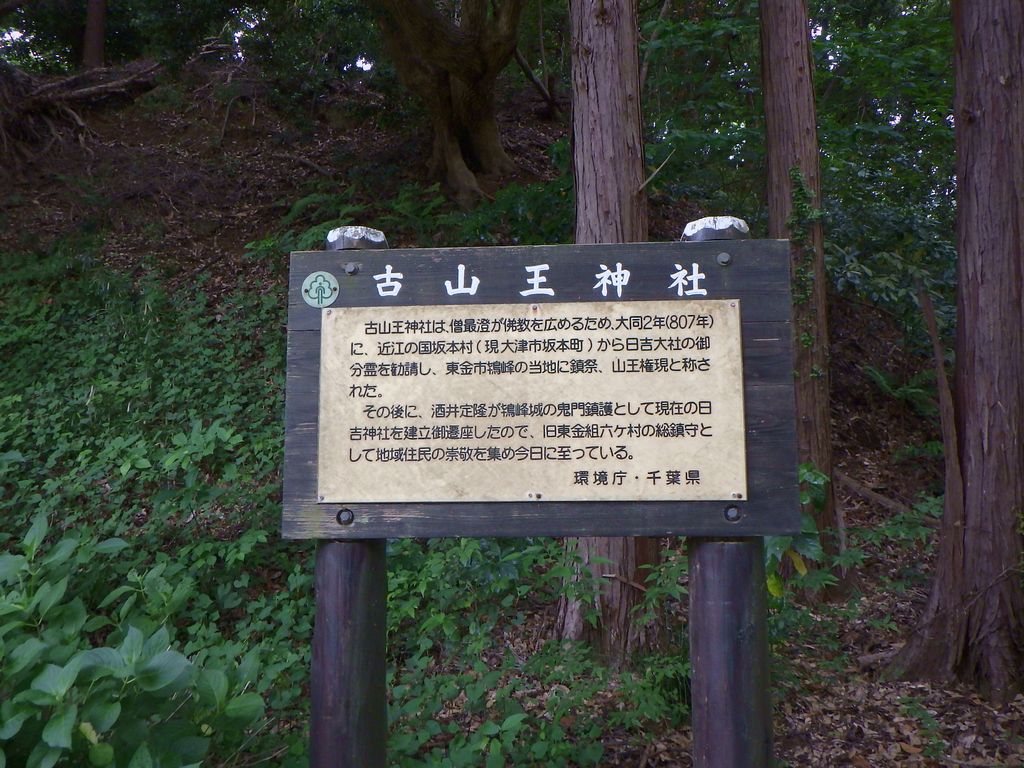 古山王神社
古山王神社は、僧最澄が佛教を広めるため、大同2年(807年)
に、近江の国坂本村(現大津市坂本町)から日吉大社の御
分霊を勧請し、東金市鴇峰の当地に鎮祭、山王権現と称さ
れた。
その後に、酒井定隆が鴇峰城の鬼門鎮護として現在の日
吉神社を建立御遷座したので、旧東金組六ケ村の総鎮守と
して地域住民の崇敬を集め今日に至っている。
環境庁・千葉県